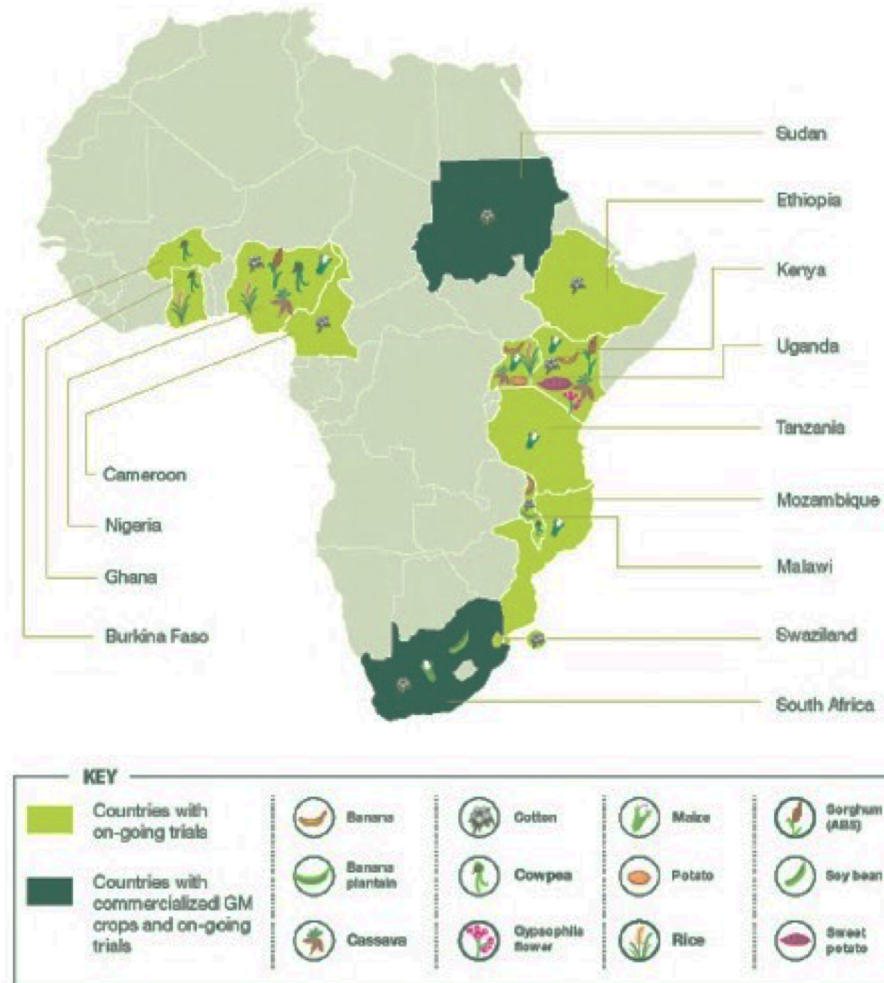 Sudan
Ethiopia
Kenya
Uganda
Tanzania
Mozambique
Malawi
Swaziland
South Africa
Cameroon
Nigeria
Ghana
Burkina Faso
KEY
Countries with
on-going trials
Countries with
commercialized GM
crops and on-going
trials
Banana
Banana
plantain
Cassava
Cotton
Cowpea
Gypsophila
flower
Maize
Potato
Rice
Sorghum
(ABS)
Soy bean
Sweet
potato